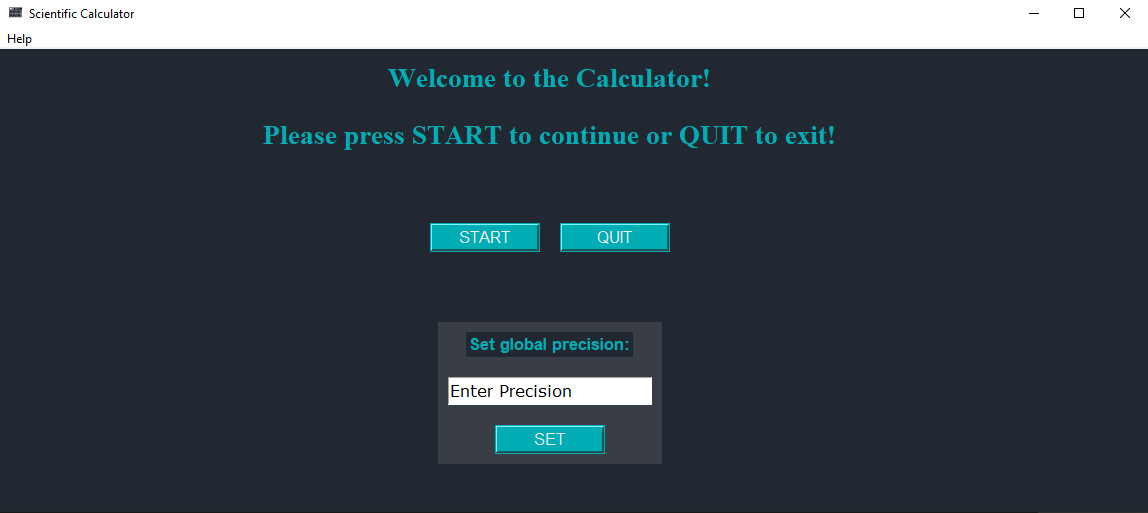 Scientific Calculator
Help
Welcome to the Calculator!
Please press START to continue or QUIT to exit!
START
QUIT
Set global precision:
Enter Precision
SET